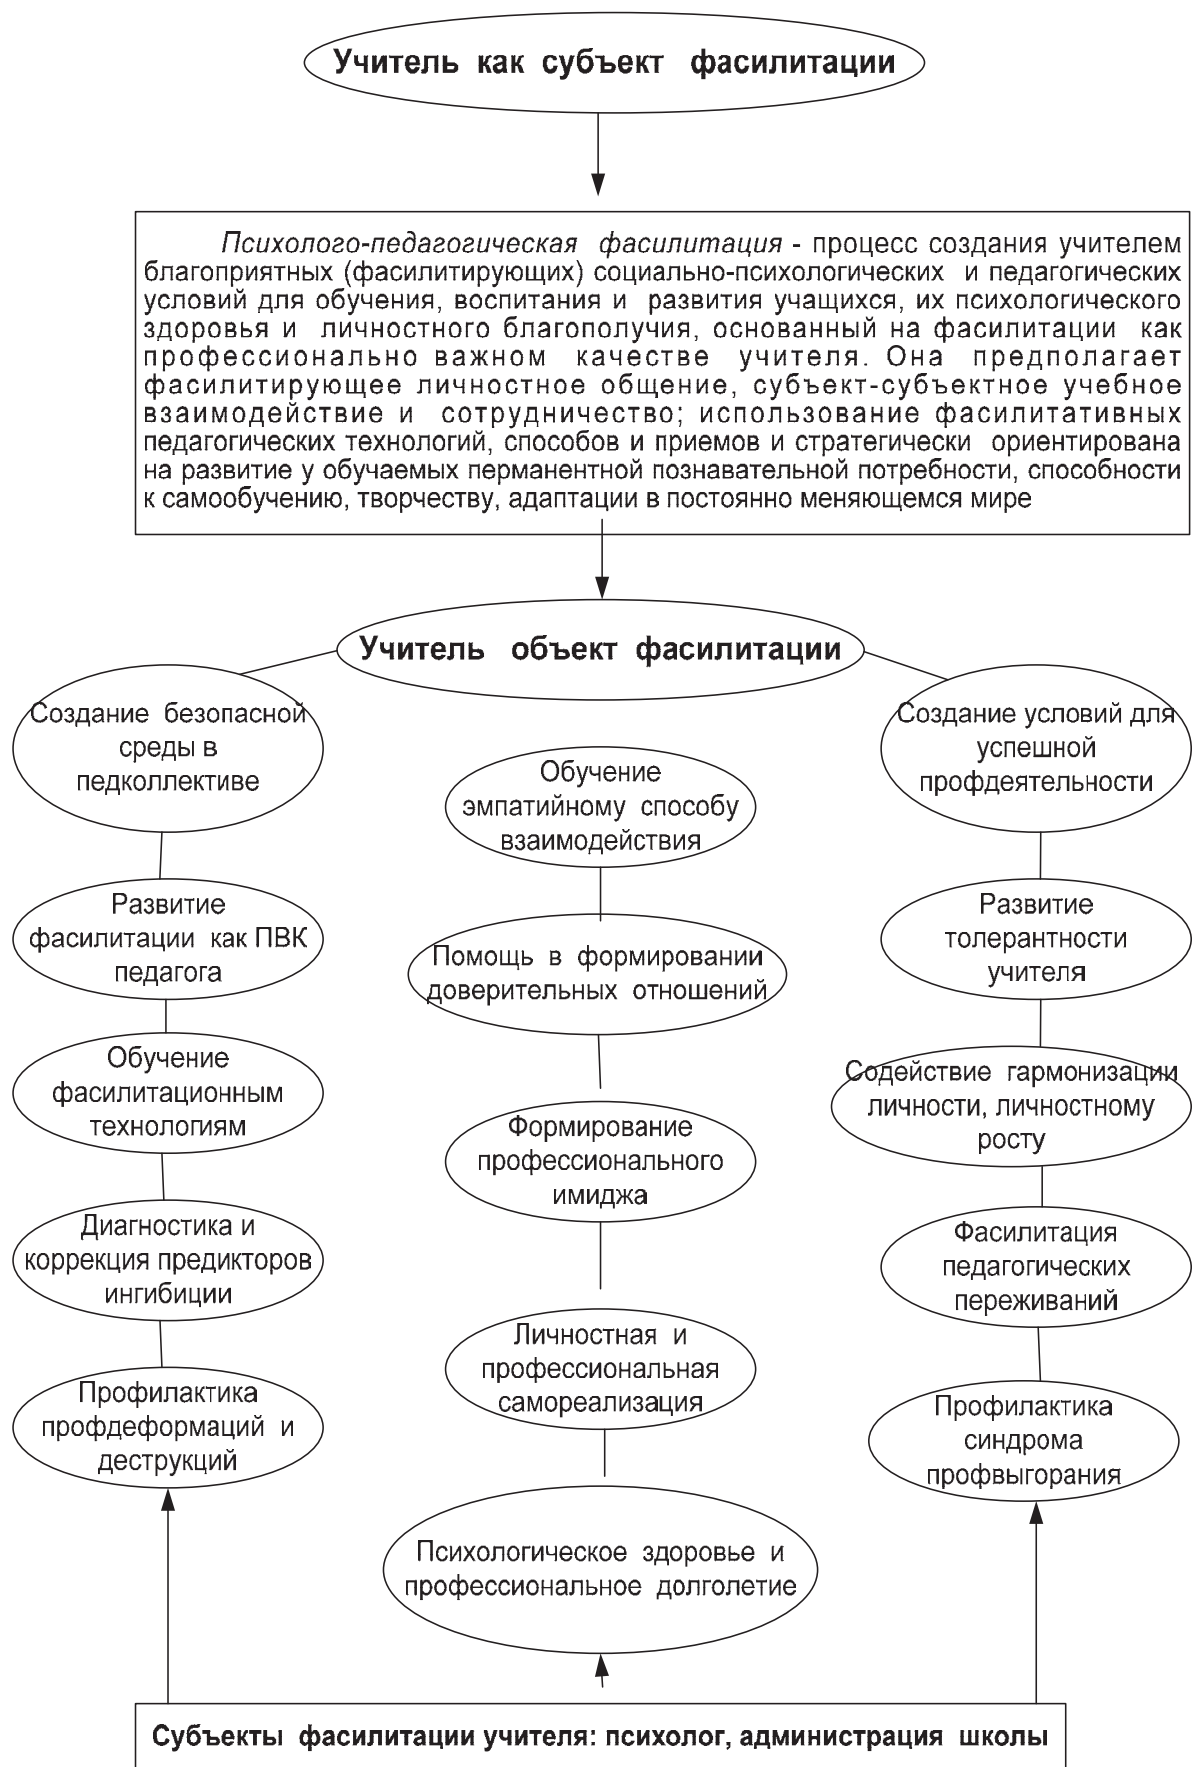 Учитель как субъект фасилитации
Психолого-педагогическая фасилитация - процесс создания учителем
благоприятных (фасилитирующих) социально-психологических и педагогических
условий для обучения, воспитания и развития учащихся, их психологического
здоровья и личностного благополучия, основанный на фасилитации как
профессионально важном качестве учителя. Она предполагает
фасилитирующее личностное общение, субъект-субъектное учебное
взаимодействие и сотрудничество; использование фасилитативных
педагогических технологий, способов и приемов и стратегически ориентирована
на развитие у обучаемых перманентной познавательной потребности, способности
к самообучению, творчеству, адаптации в постоянно меняющемся мире
Учитель объект фасилитации
Создание безопасной
среды в
педколлективе
Развитие
фасилитации как ПВК
педагога
Обучение
фасилитационным
технологиям
Диагностика и
коррекция предикторов
ингибиции
Профилактика
профдеформаций и
деструкций
Обучение
эмпатийному способу
взаимодействия
Помощь в формировании
доверительных отношений
Формирование
профессионального
имиджа
Личностная и
профессиональная
самореализация
Психологическое здоровье и
профессиональное долголетие
Создание условий для
успешной
профдеятельности
Развитие
толерантности
учителя
Содействие гармонизации
личности, личностному
росту
Фасилитация
педагогических
переживаний
Профилактика
синдрома
профвыгорания
Субъекты фасилитации учителя: психолог, администрация школы